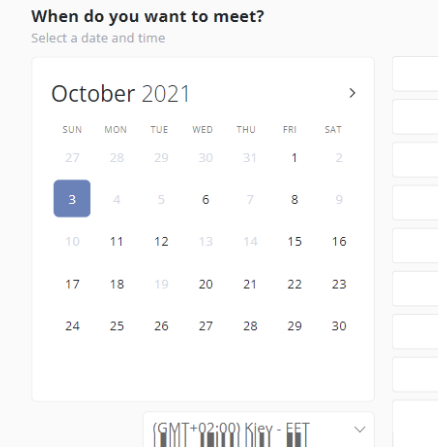 When do you want to meet?
Select a date and time
October 2021
SUN MON TUE WED THU FRI SAT
27 28 29 30 31 1 2
3 4 5 6 7 8 9
10 11 12 13 14 15 16
17 18 19 20 21 22 23
24 25 26 27 28 29 30
(GMT+02:00) Kiev - EET